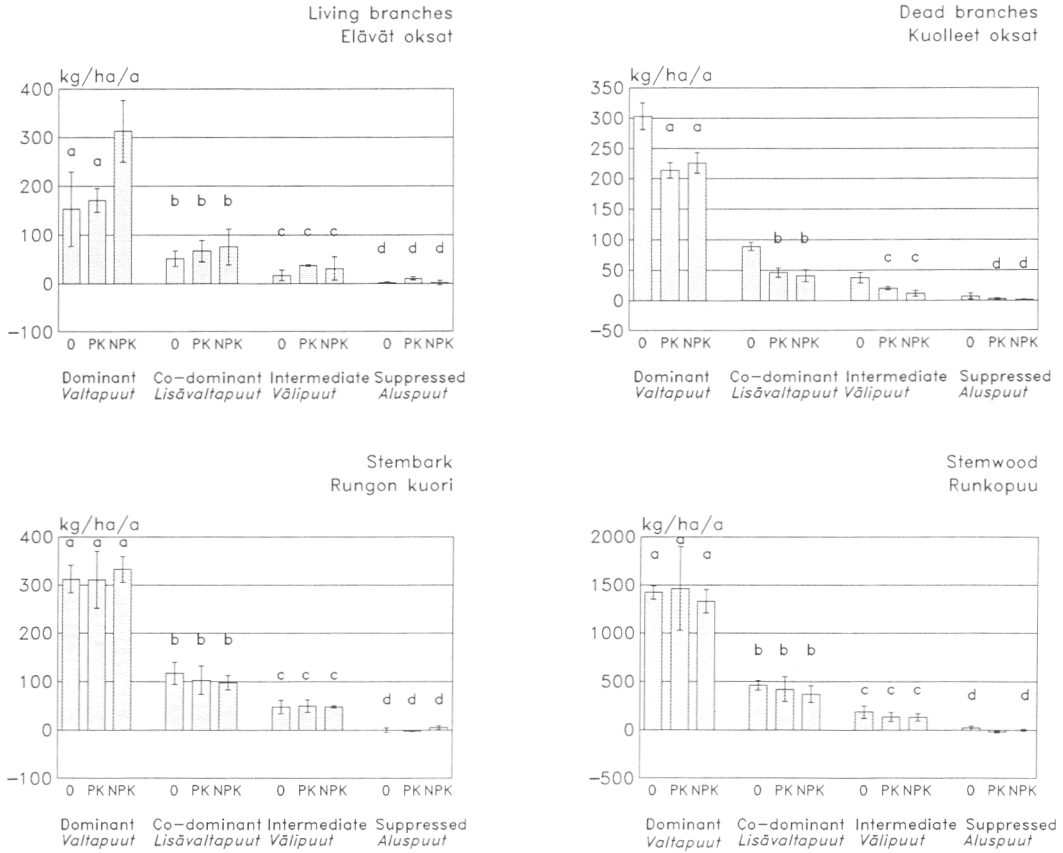 Living branches
Elävät oksat
kg/ha/a
400
300
200
100
0
−100
a a
b b b
c c c
d d d
0 PK NPK 0 PK NPK 0 PK NPK 0 PK NPK
Dominant Co−dominant Intermediate Suppressed
Valtapuut Lisävaltapuut Välipuut Aluspuut
Dead branches
Kuolleet oksat
kg/ha/a
350
300
250
200
150
100
50
0
−50
a a
b b
c c
d d
0 PK NPK 0 PK NPK 0 PK NPK 0 PK NPK
Dominant Co−dominant Intermediate Suppressed
Valtapuut Lisävaltapuut Välipuut Aluspuut
Stembark
Rungon kuori
kg/ha/a
400
300
200
100
0
−100
a a a
b b b
c c c
d d d
0 PK NPK 0 PK NPK 0 PK NPK 0 PK NPK
Dominant Co−dominant Intermediate Suppressed
Valtapuut Lisävaltapuut Välipuut Aluspuut
Stemwood
Runkopuu
kg/ha/a
2000
1500
1000
500
0
−500
a a a
b b b
c c c
d d
0 PK NPK 0 PK NPK 0 PK NPK 0 PK NPK
Dominant Co−dominant Intermediate Suppressed
Valtapuut Lisävaltapuut Välipuut Aluspuut